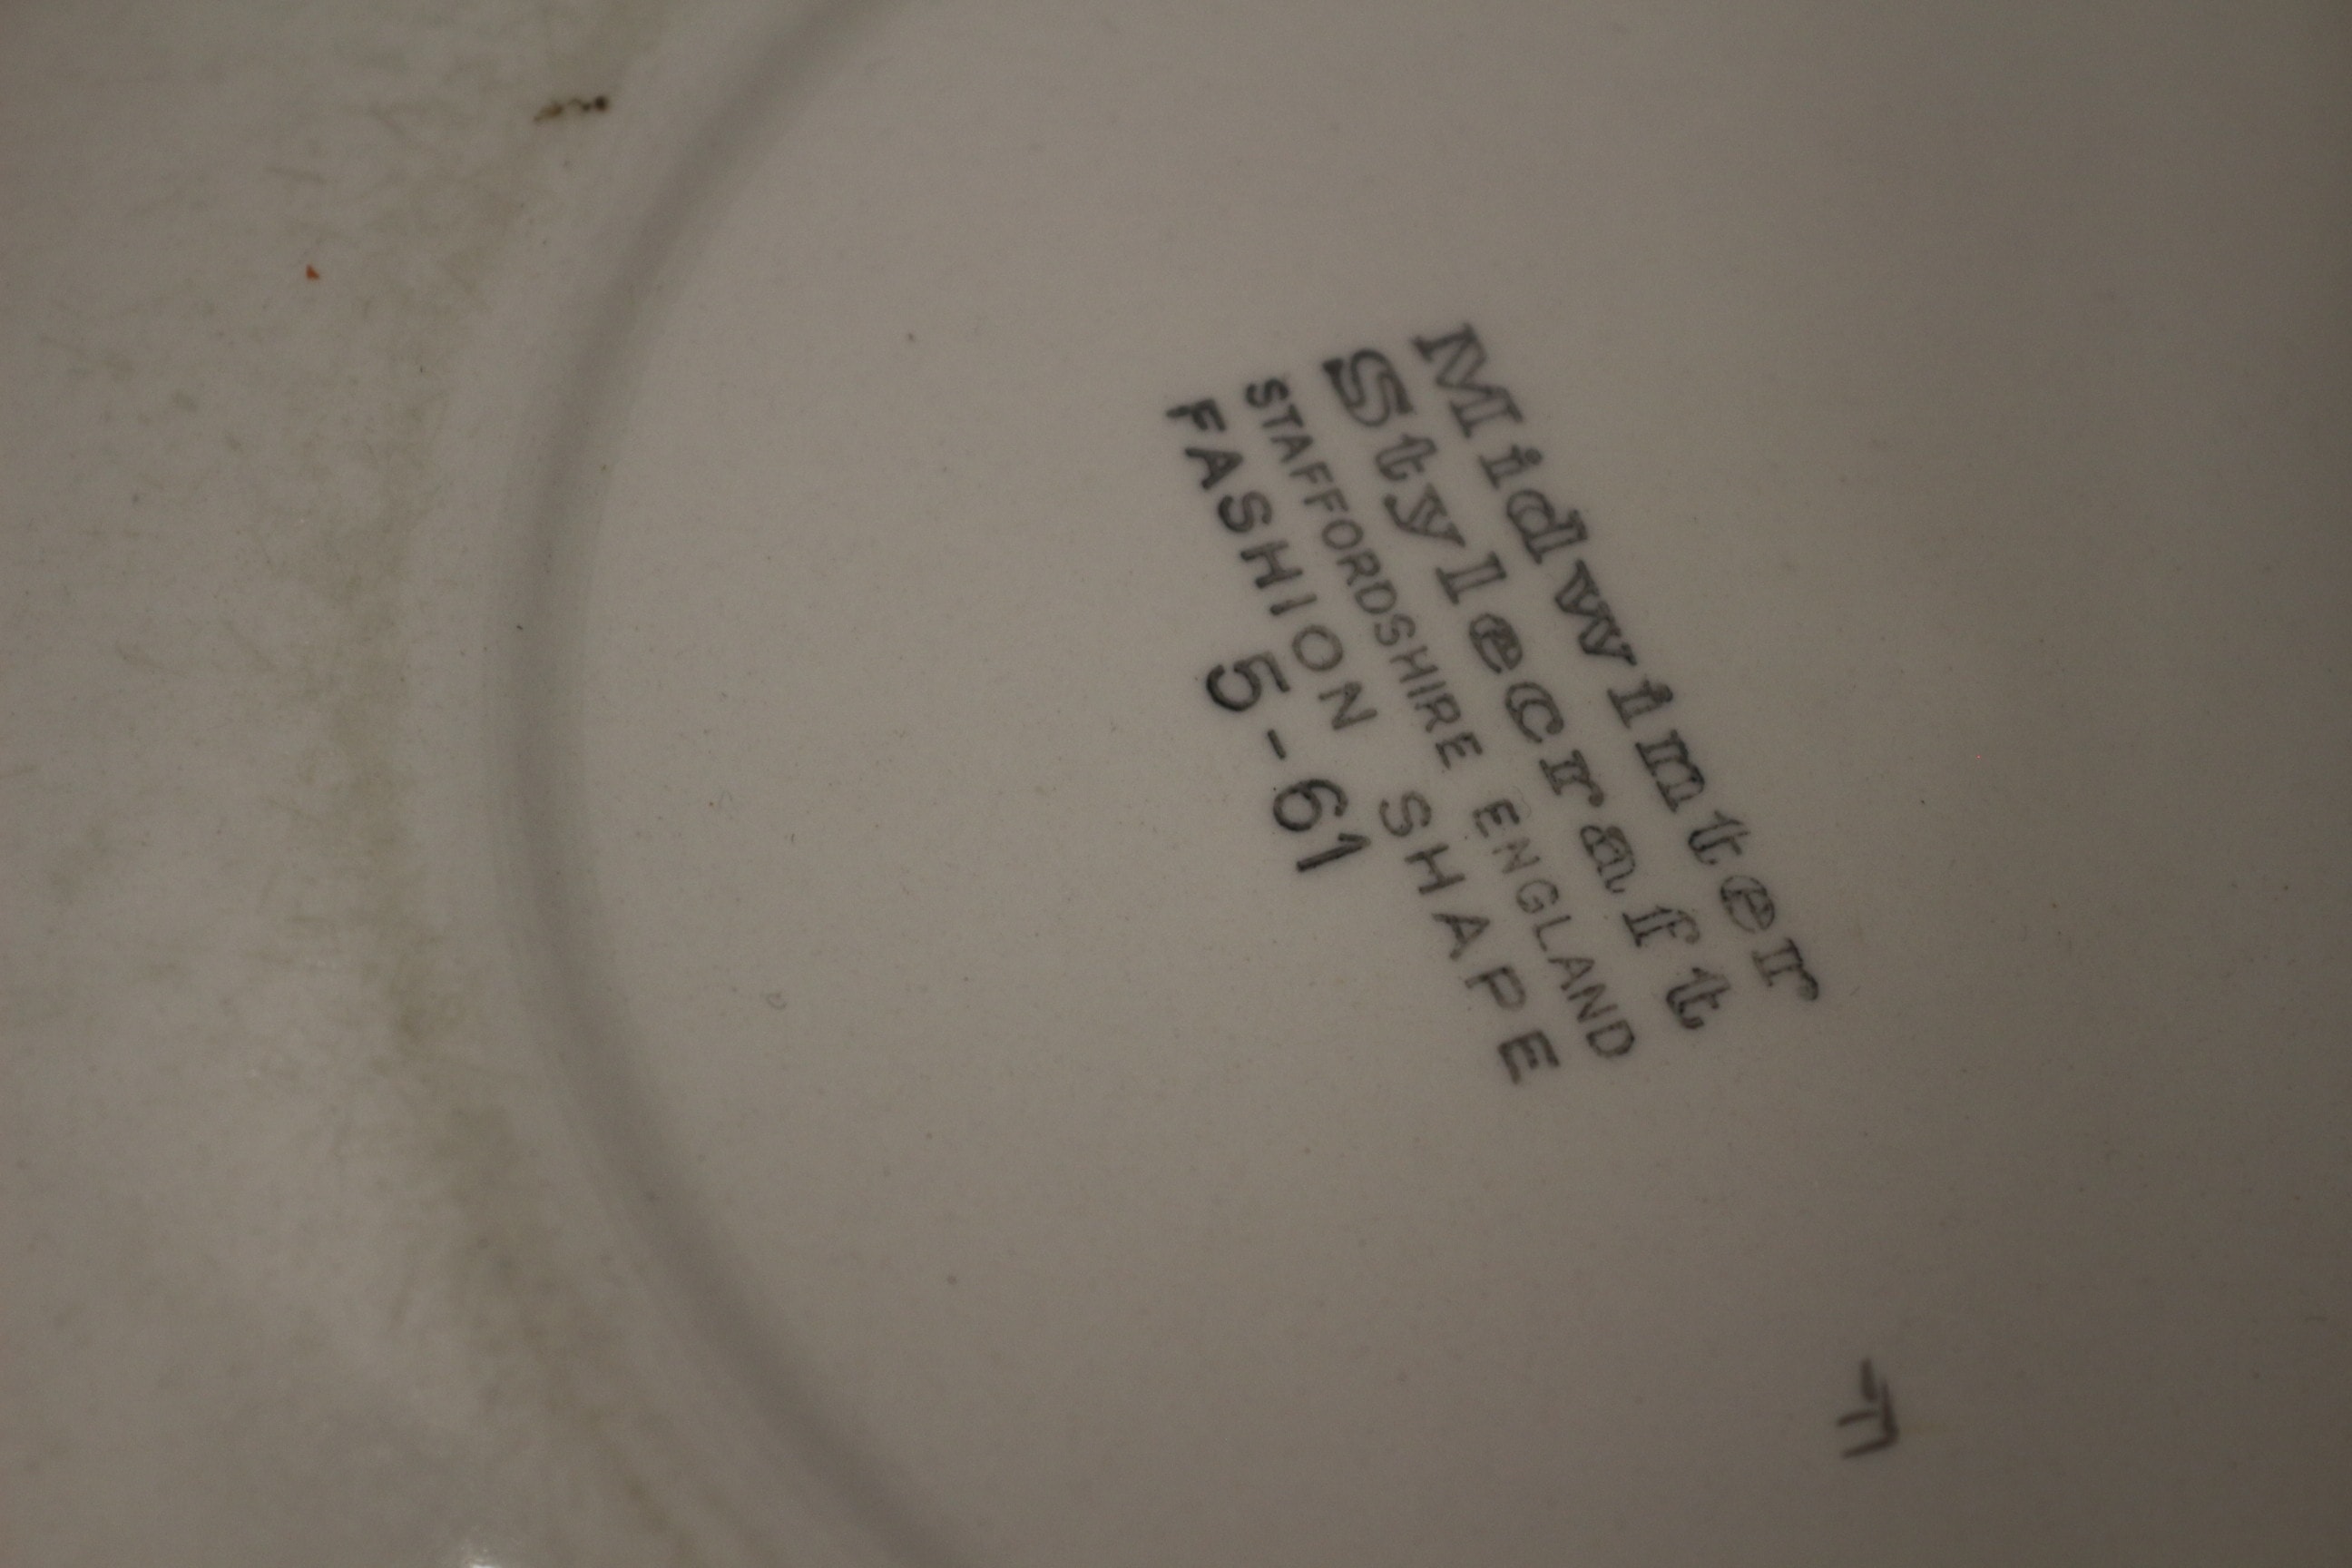 Midwinter
Stylecraft
STAFFORDSHIRE ENGLAND
FASHION SHAPE
5-61